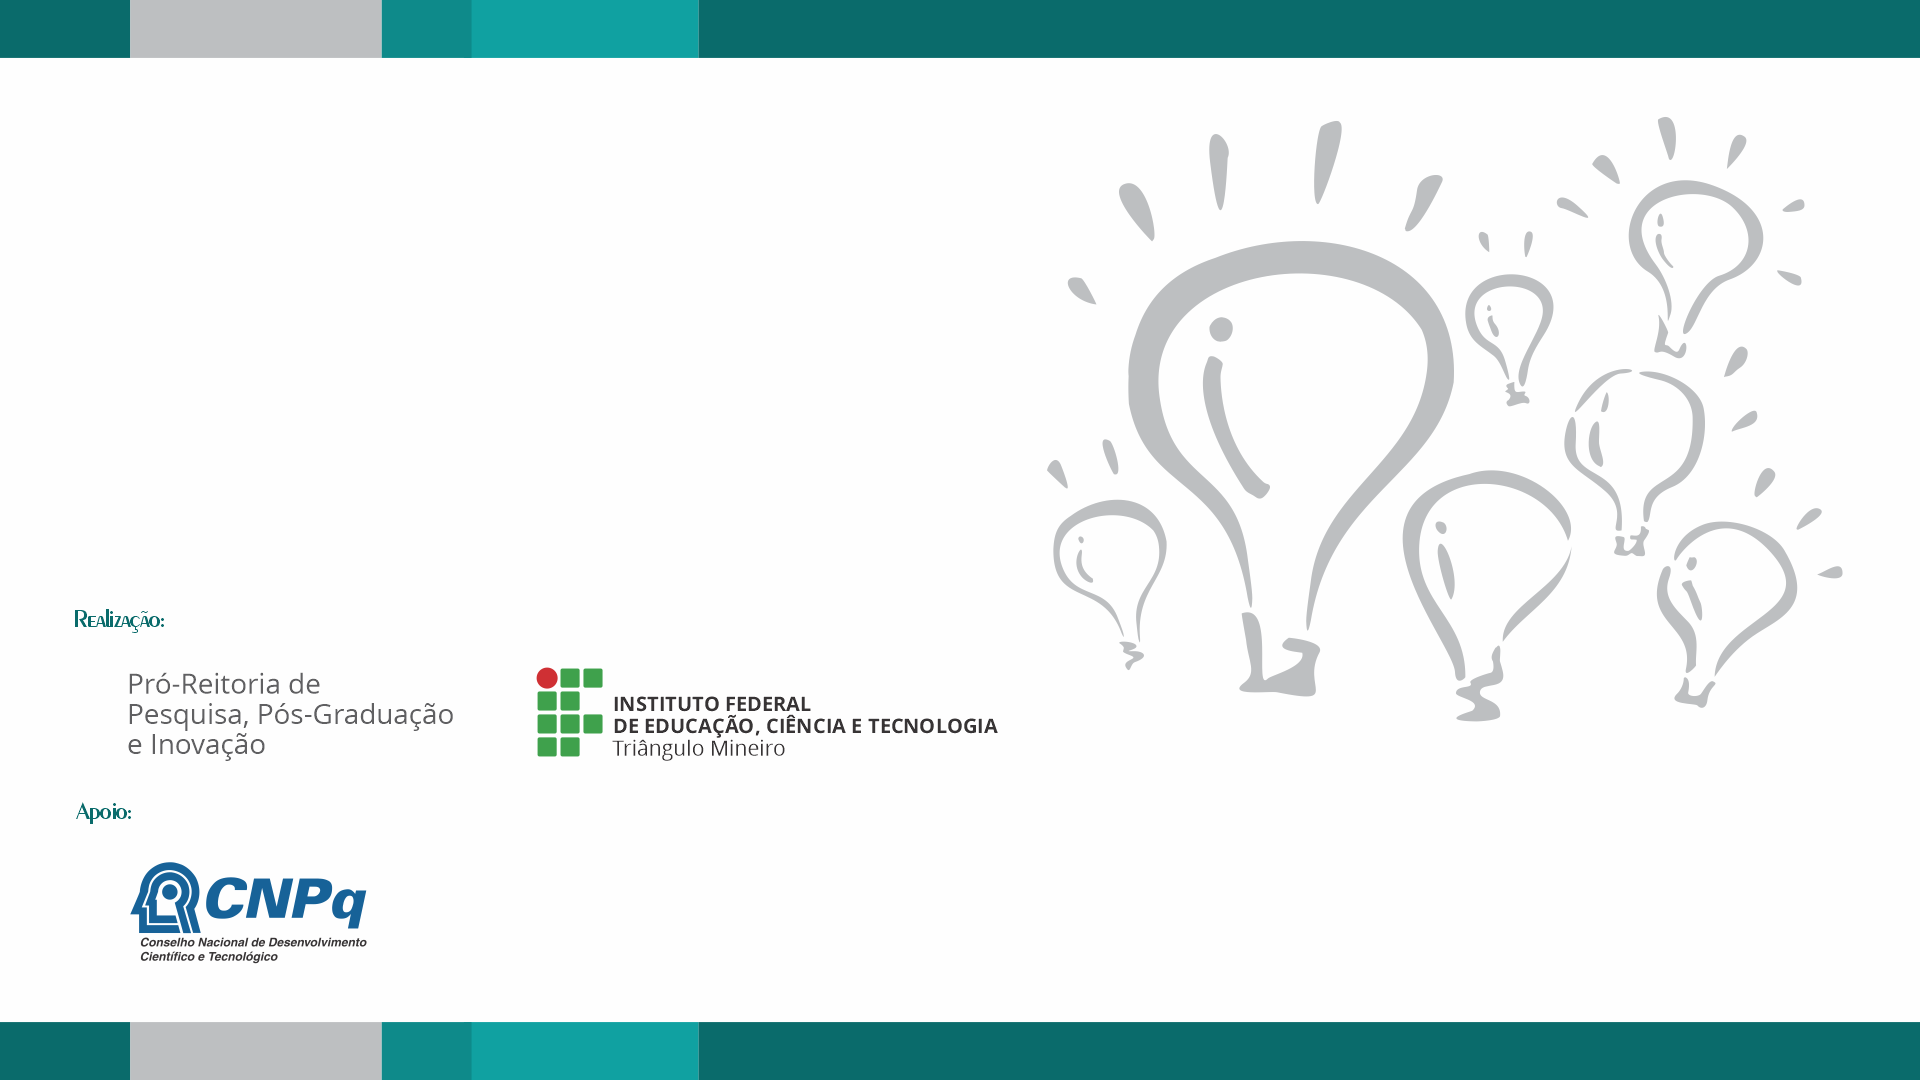 Realização:
Pró-Reitoria de
Pesquisa, Pós-Graduação
e Inovação
INSTITUTO FEDERAL
DE EDUCAÇÃO, CIÊNCIA E TECNOLOGIA
Triângulo Mineiro
Apoio:
CNPq
Conselho Nacional de Desenvolvimento
Científico e Tecnológico